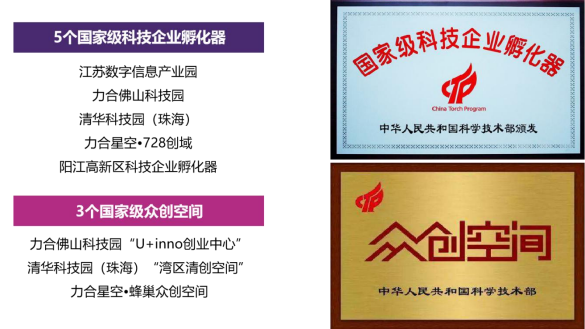 5个国家级科技企业孵化器
江苏数字信息产业园
力合佛山科技园
清华科技园（珠海）
力合星空•728创域
阳江高新区科技企业孵化器
3个国家级众创空间
力合佛山科技园“U+inno创业中心”
清华科技园（珠海）“湾区清创空间”
力合星空•蜂巢众创空间
国家级科技企业孵化器
China Torch Program
中华人民共和国科学技术部颁发
众创空间
中华人民共和国科学技术部